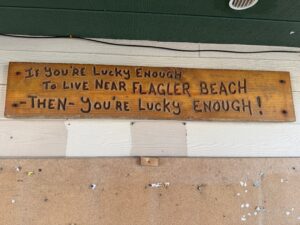 If You're Lucky Enough
To Live Near FLAGLER BEACH
-Then- You're Lucky Enough!